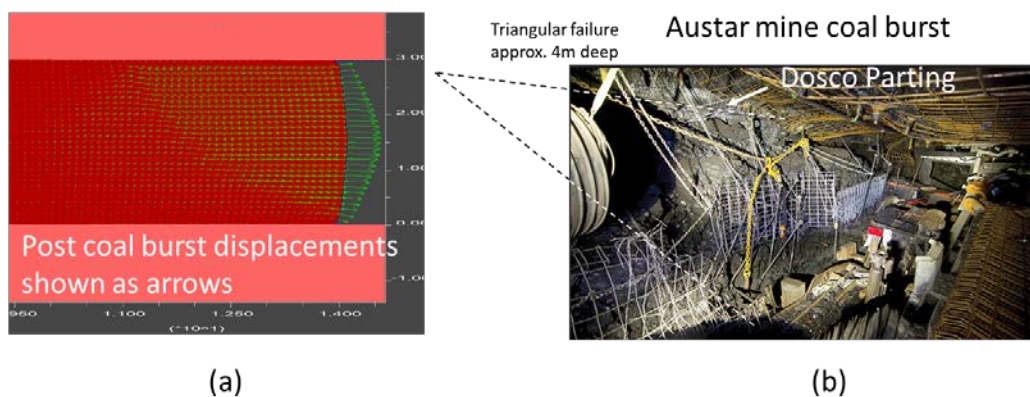 Triangular failure
approx. 4m deep
Austar mine coal burst
Dosco Parting
3.00
2.00
1.00
0.00
-1.00
Post coal burst displacements
shown as arrows
.950
1.100
1.250
1.400
(*10^1)
(a)
(b)